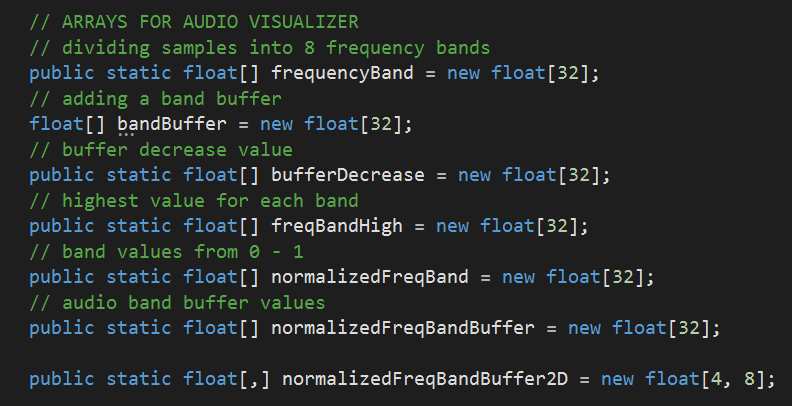 // ARRAYS FOR AUDIO VISUALIZER
// dividing samples into 8 frequency bands
public static float[] frequencyBand = new float[32];
// adding a band buffer
float[] bandBuffer = new float[32];
// buffer decrease value
public static float[] bufferDecrease = new float[32];
// highest value for each band
public static float[] freqBandHigh = new float[32];
// band values from 0 - 1
public static float[] normalizedFreqBand = new float[32];
// audio band buffer values
public static float[] normalizedFreqBandBuffer = new float[32];
public static float[,] normalizedFreqBandBuffer2D = new float[4, 8];